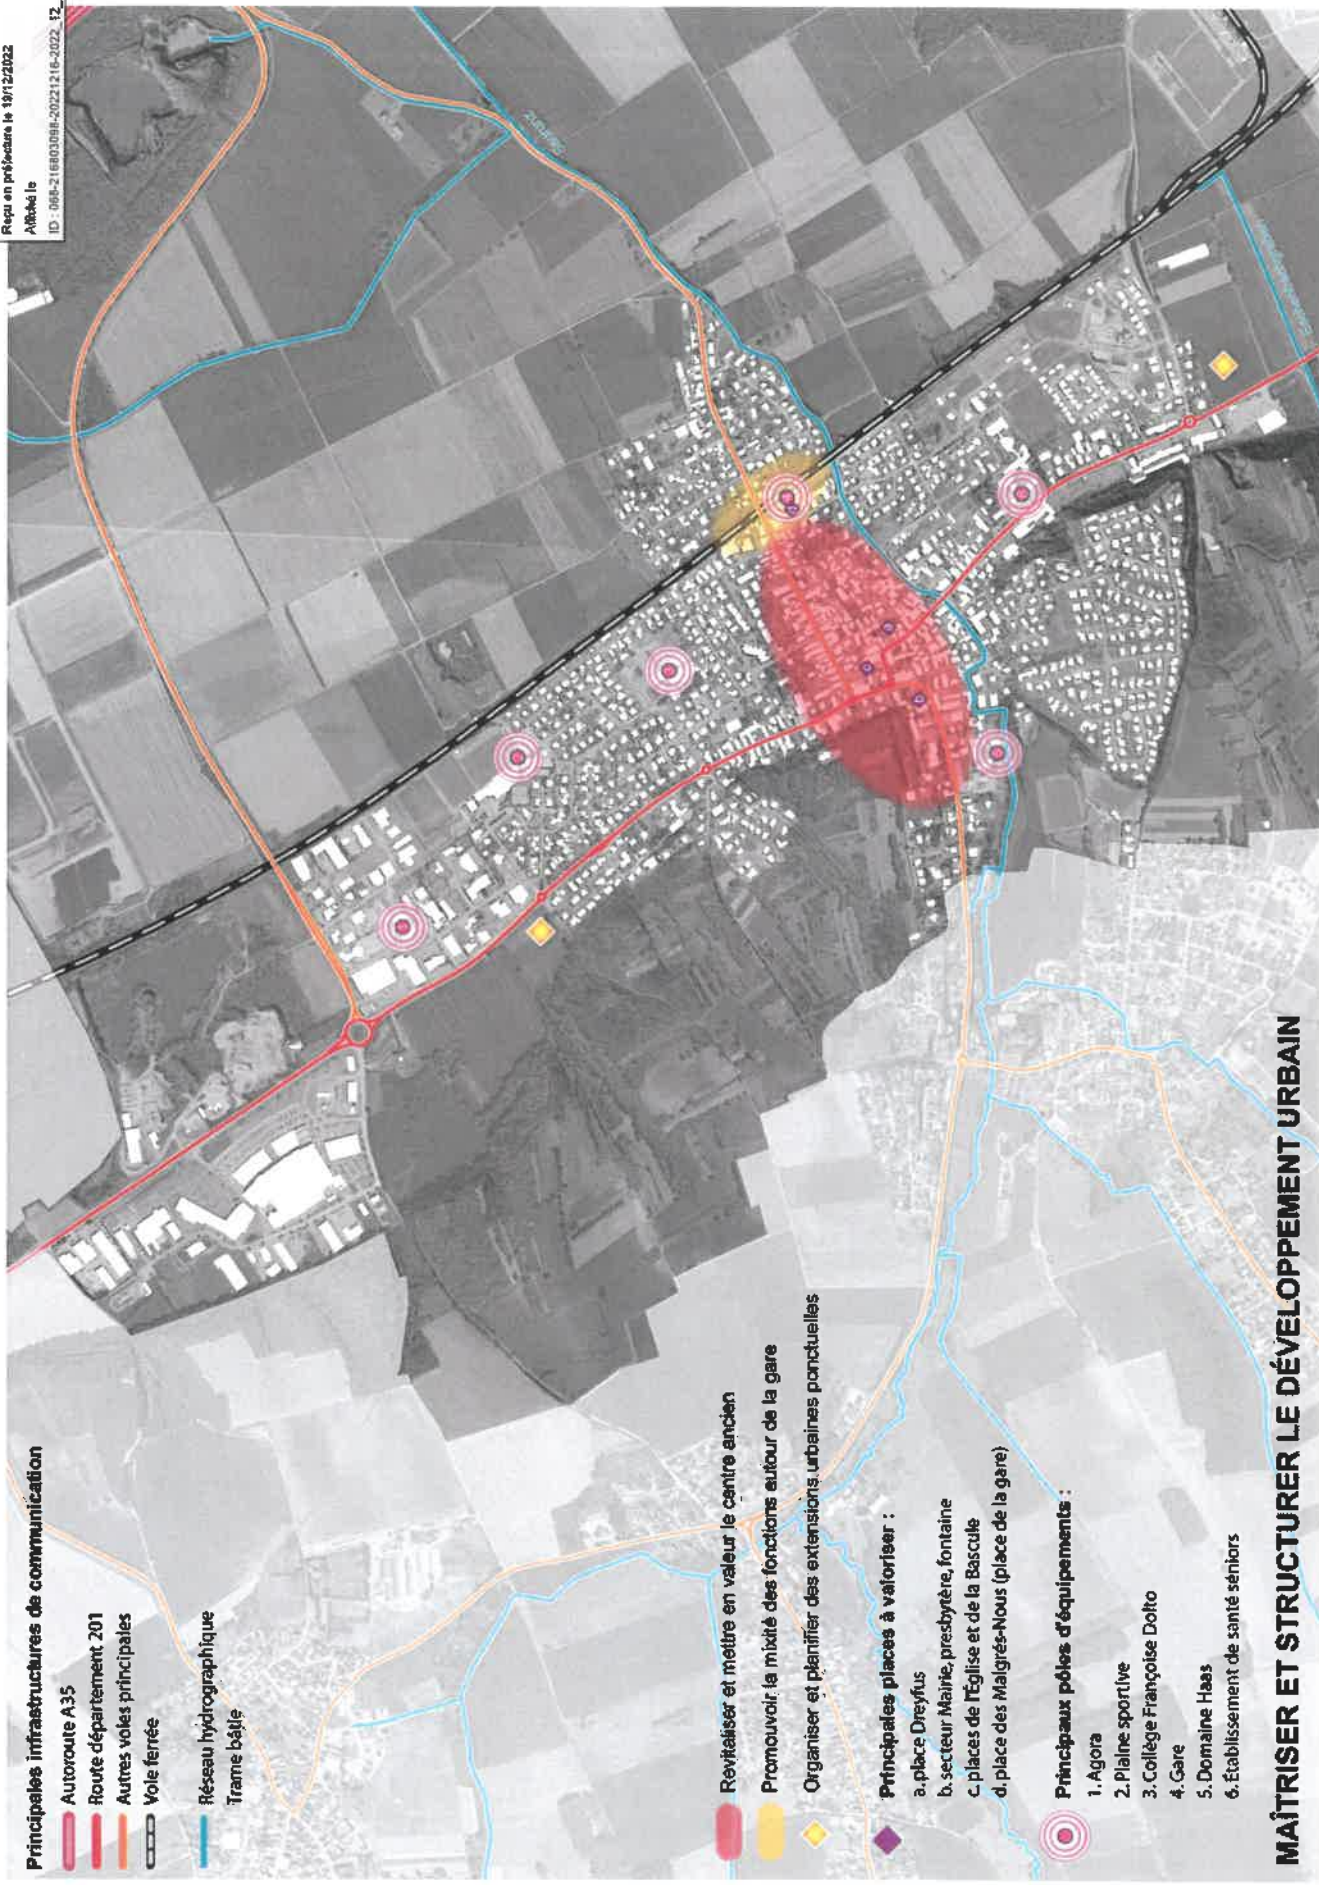 Reçu en préfecture le 19/12/2022
Affiché le
ID : 068-216803098-20221216-2022_12_
Principales infrastructures de communication
Autoroute A35
Route département 201
Autres voies principales
Voie ferrée
Réseau hydrographique
Trame bâtie
Revitaliser et mettre en valeur le centre ancien
Promouvoir la mixité des fonctions autour de la gare
Organiser et planifier des extensions urbaines ponctuelles
Principales places à valoriser :
a. place Dreyfus
b. secteur Mairie, presbytère, fontaine
c. places de l'Église et de la Bascule
d. place des Malgrés-Nous (place de la gare)
Principaux pôles d'équipements :
1. Agora
2. Plaine sportive
3. Collège Françoise Dolto
4. Gare
5. Domaine Haas
6. Établissement de santé séniors
MAÎTRISER ET STRUCTURER LE DÉVELOPPEMENT URBAIN